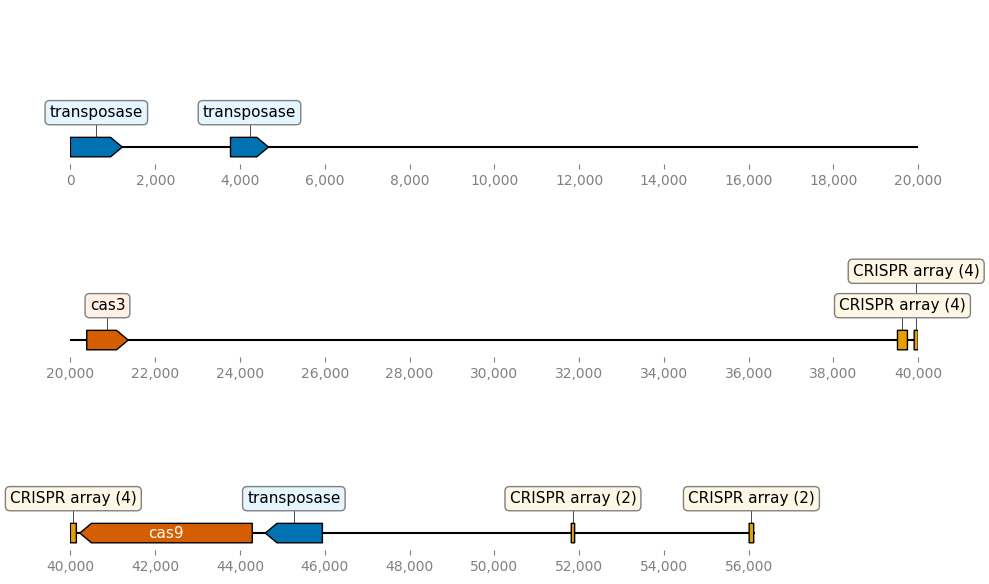 transposase transposase
0 2,000 4,000 6,000 8,000 10,000 12,000 14,000 16,000 18,000 20,000
CRISPR array (4)
cas3 CRISPR array (4)
20,000 22,000 24,000 26,000 28,000 30,000 32,000 34,000 36,000 38,000 40,000
CRISPR array (4) transposase CRISPR array (2) CRISPR array (2)
cas9
40,000 42,000 44,000 46,000 48,000 50,000 52,000 54,000 56,000